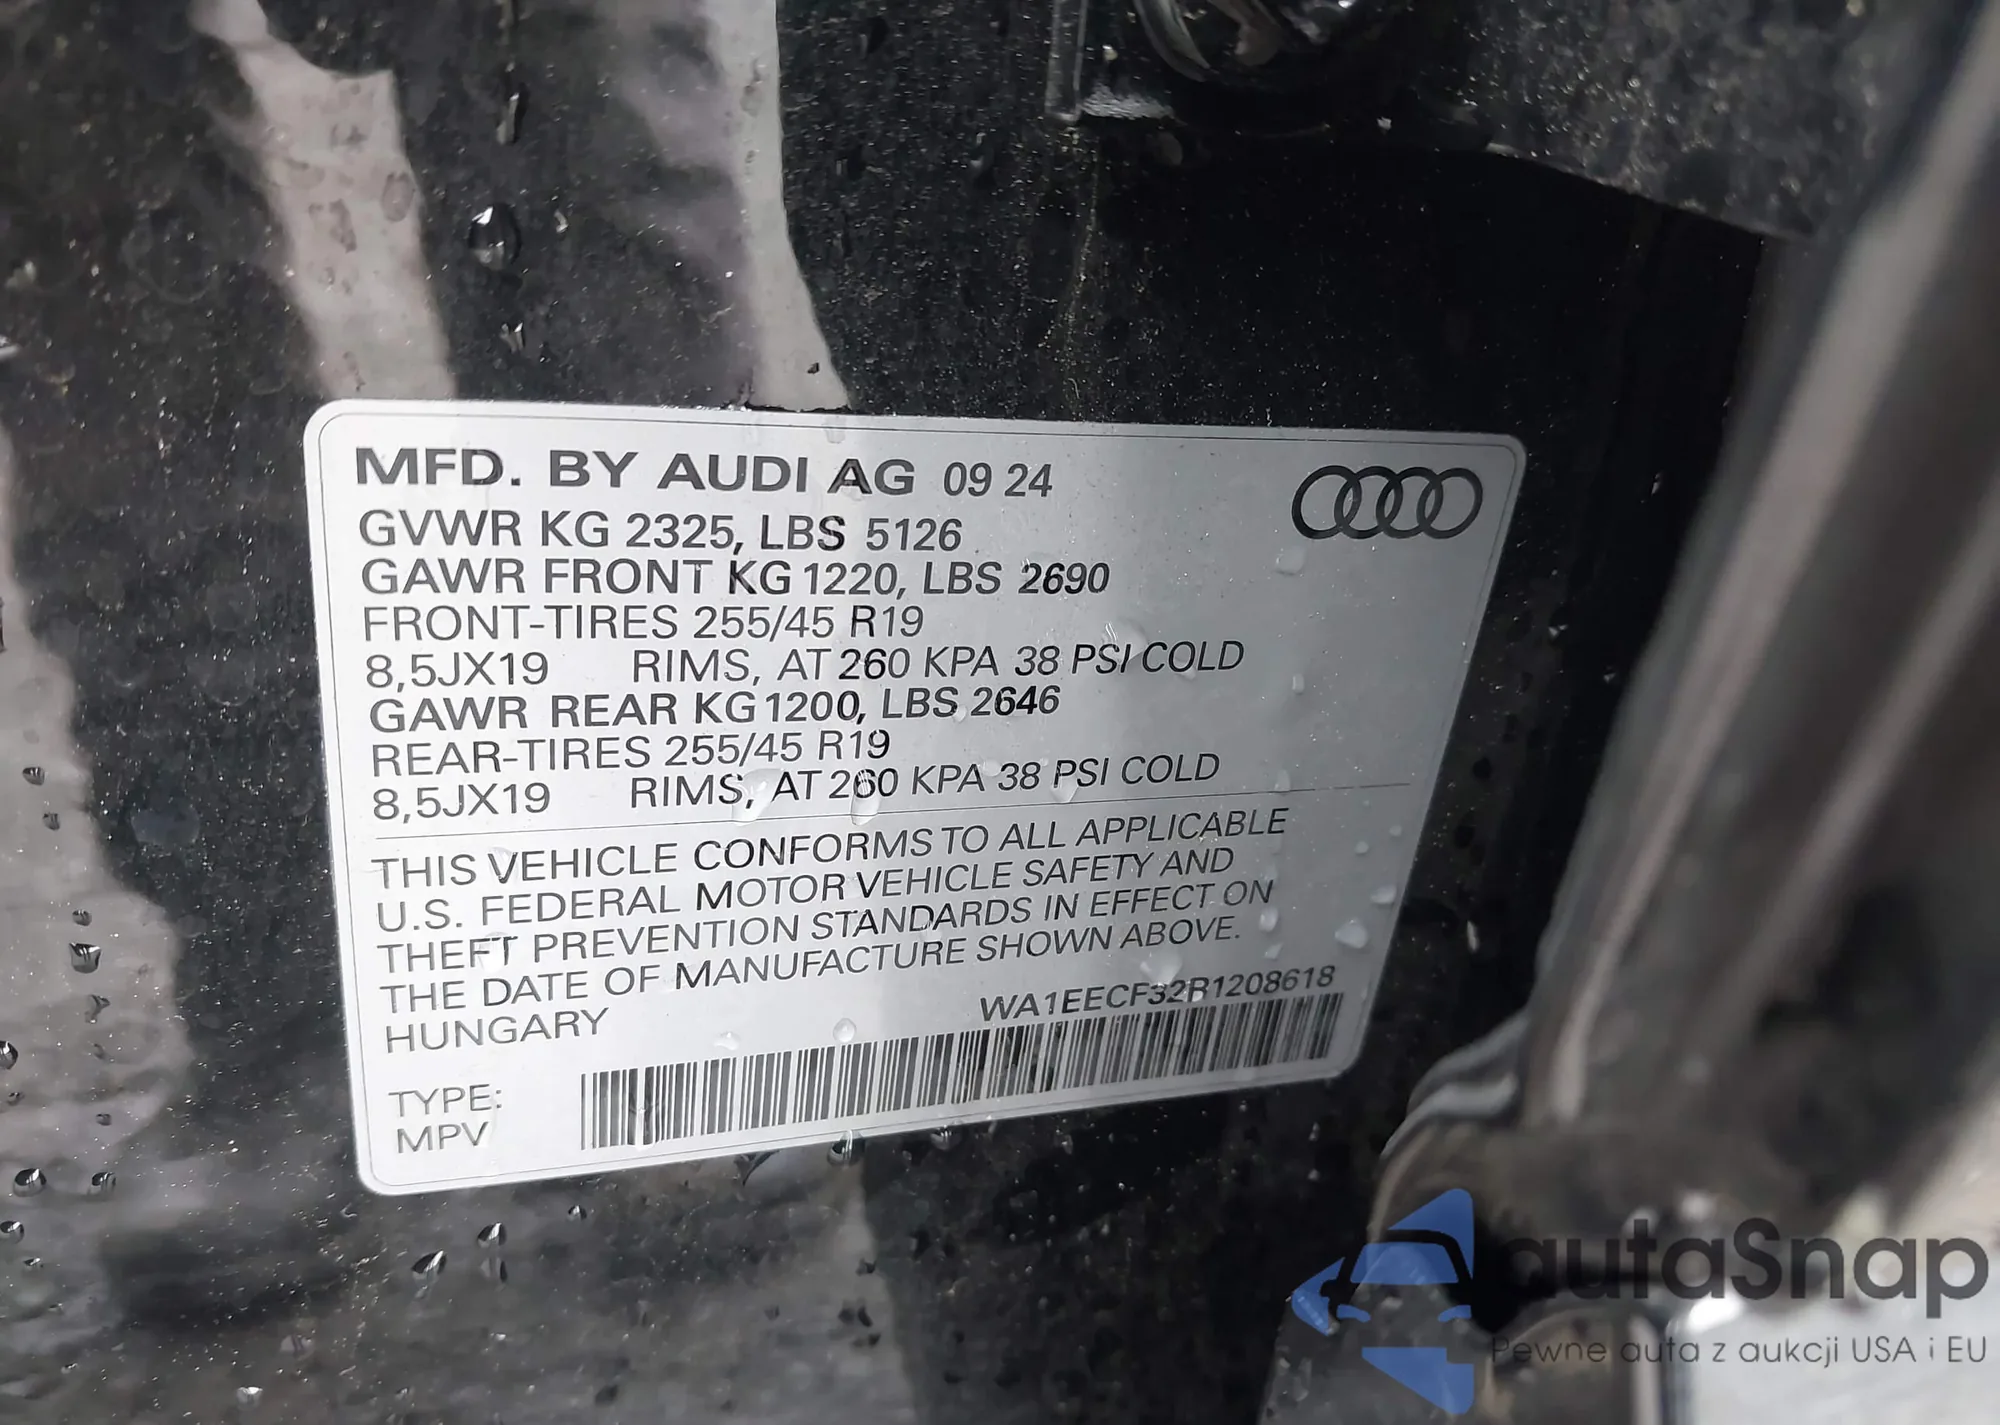 MFD. BY AUDI AG 09 24
GVWR KG 2325, LBS 5126
GAWR FRONT KG 1220, LBS 2690
FRONT-TIRES 255/45 R19
8,5JX19 RIMS, AT 260 KPA 38 PSI COLD
GAWR REAR KG 1200, LBS 2646
REAR-TIRES 255/45 R19
8,5JX19 RIMS, AT 260 KPA 38 PSI COLD
THIS VEHICLE CONFORMS TO ALL APPLICABLE
U.S. FEDERAL MOTOR VEHICLE SAFETY AND
THEFT PREVENTION STANDARDS IN EFFECT ON
THE DATE OF MANUFACTURE SHOWN ABOVE.
HUNGARY
WA1EECF32R1208618
TYPE:
MPV
autaSnap
Pewne auta z aukcji USA i EU